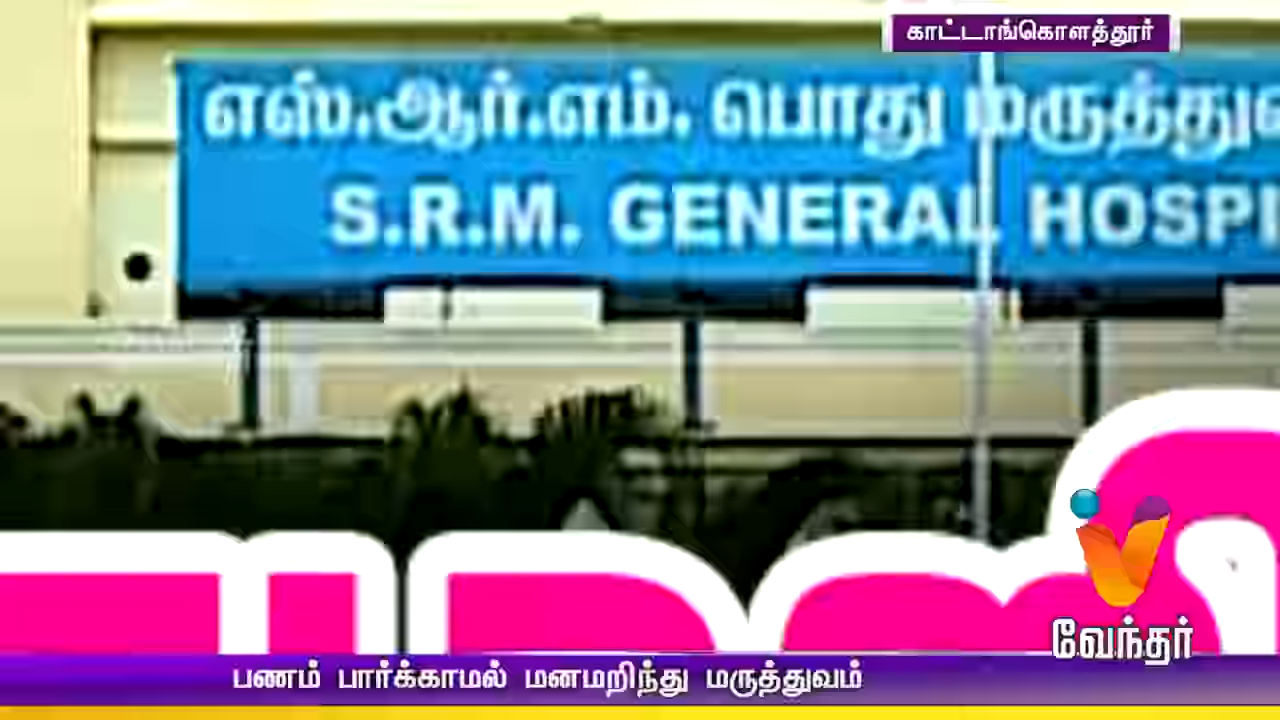 காட்டாங்கொளத்தூர்
எஸ்.ஆர்.எம். பொது
S.R.M. GENERAL
வேந்தர்
பணம் பார்க்காமல் மனமறிந்து மருத்துவம்